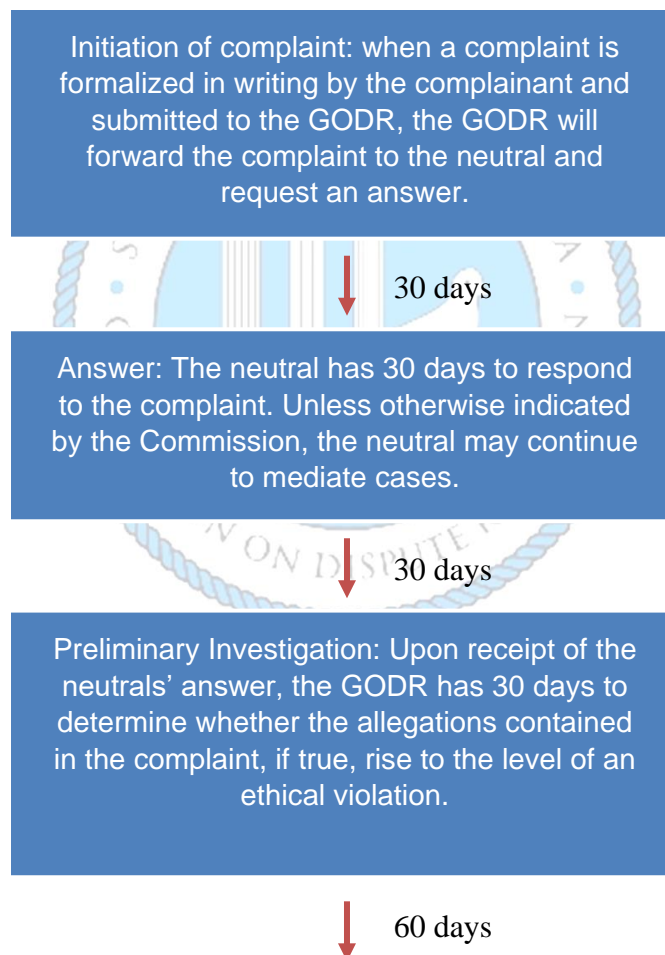 Initiation of complaint: when a complaint is
formalized in writing by the complainant and
submitted to the GODR, the GODR will
forward the complaint to the neutral and
request an answer.
30 days
Answer: The neutral has 30 days to respond
to the complaint. Unless otherwise indicated
by the Commission, the neutral may continue
to mediate cases.
ON DISPUTE
30 days
Preliminary Investigation: Upon receipt of the
neutrals’ answer, the GODR has 30 days to
determine whether the allegations contained
in the complaint, if true, rise to the level of an
ethical violation.
60 days